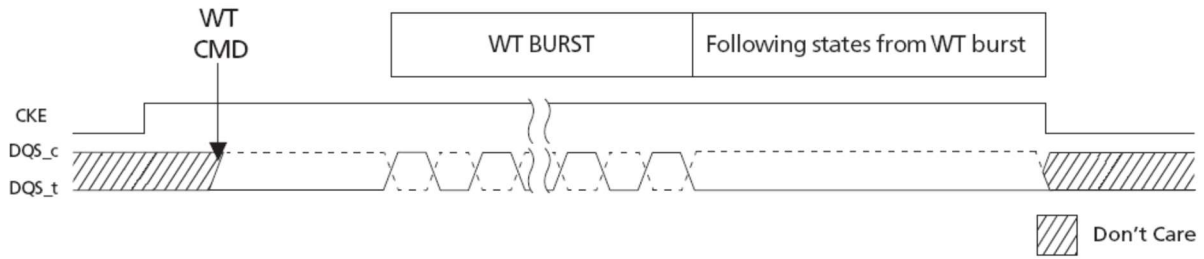 WT
CMD
WT BURST
Following states from WT burst
CKE
DQS_c
DQS_t
Don't Care